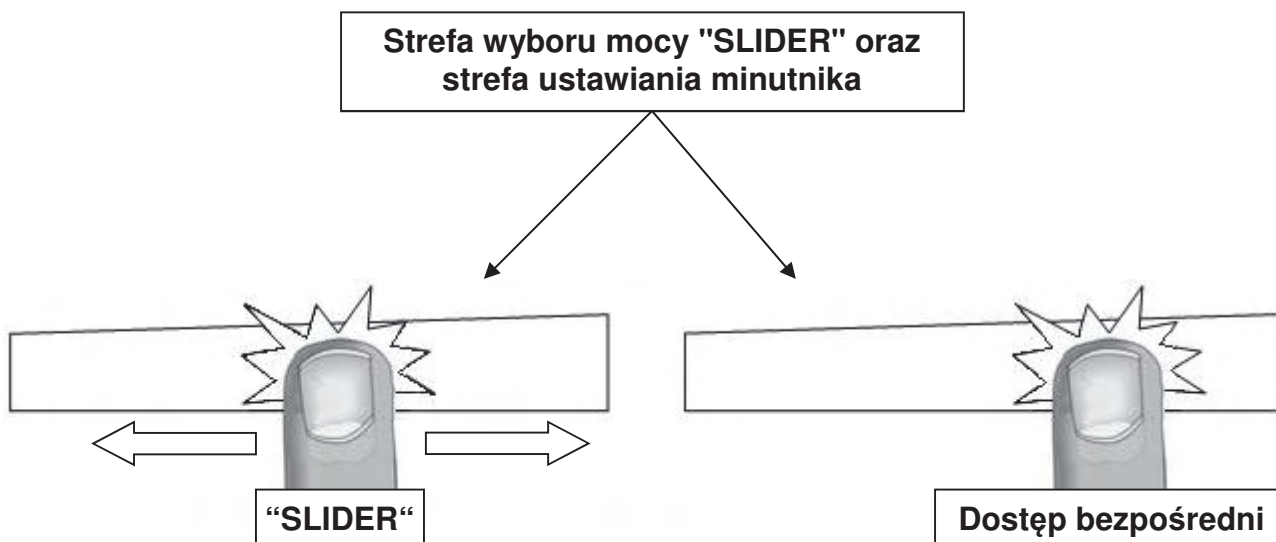 Strefa wyboru mocy "SLIDER" oraz
strefa ustawiania minutnika
“SLIDER“
Dostęp bezpośredni